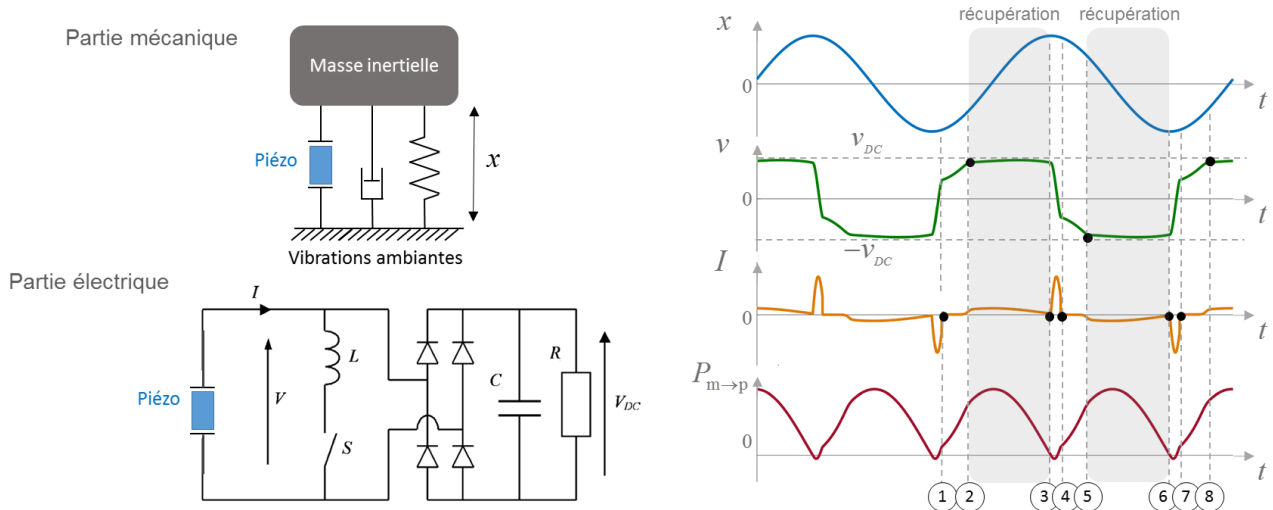 Partie mécanique
Masse inertielle
Piézo
x
Vibrations ambiantes
Partie électrique
I
L
V
S
Piézo
C
R
V_DC
récupération récupération
x
0
t
v
v_DC
0
t
−v_DC
I
0
t
P_m→p
0
t
1 2 3 4 5 6 7 8